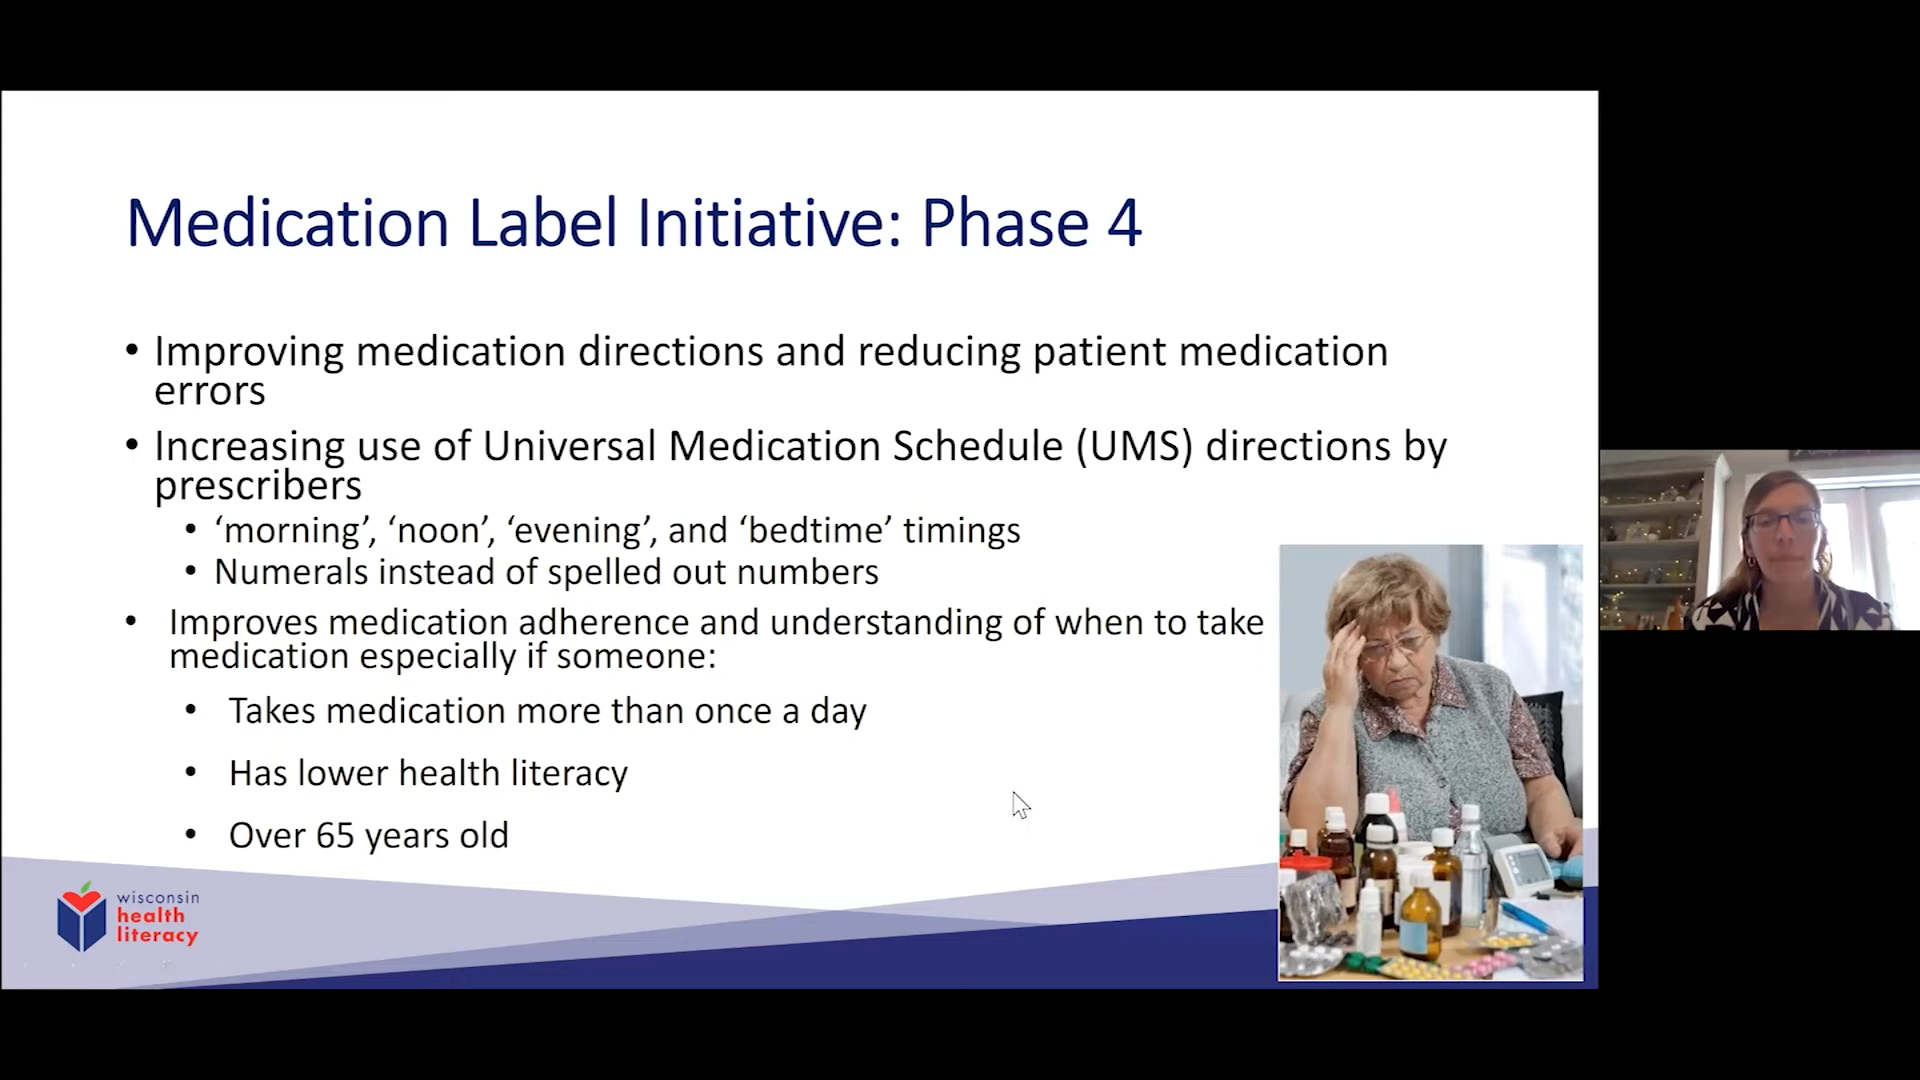 Medication Label Initiative: Phase 4
• Improving medication directions and reducing patient medication
errors
• Increasing use of Universal Medication Schedule (UMS) directions by
prescribers
• ‘morning’, ‘noon’, ‘evening’, and ‘bedtime’ timings
• Numerals instead of spelled out numbers
• Improves medication adherence and understanding of when to take
medication especially if someone:
• Takes medication more than once a day
• Has lower health literacy
• Over 65 years old
wisconsin
health
literacy